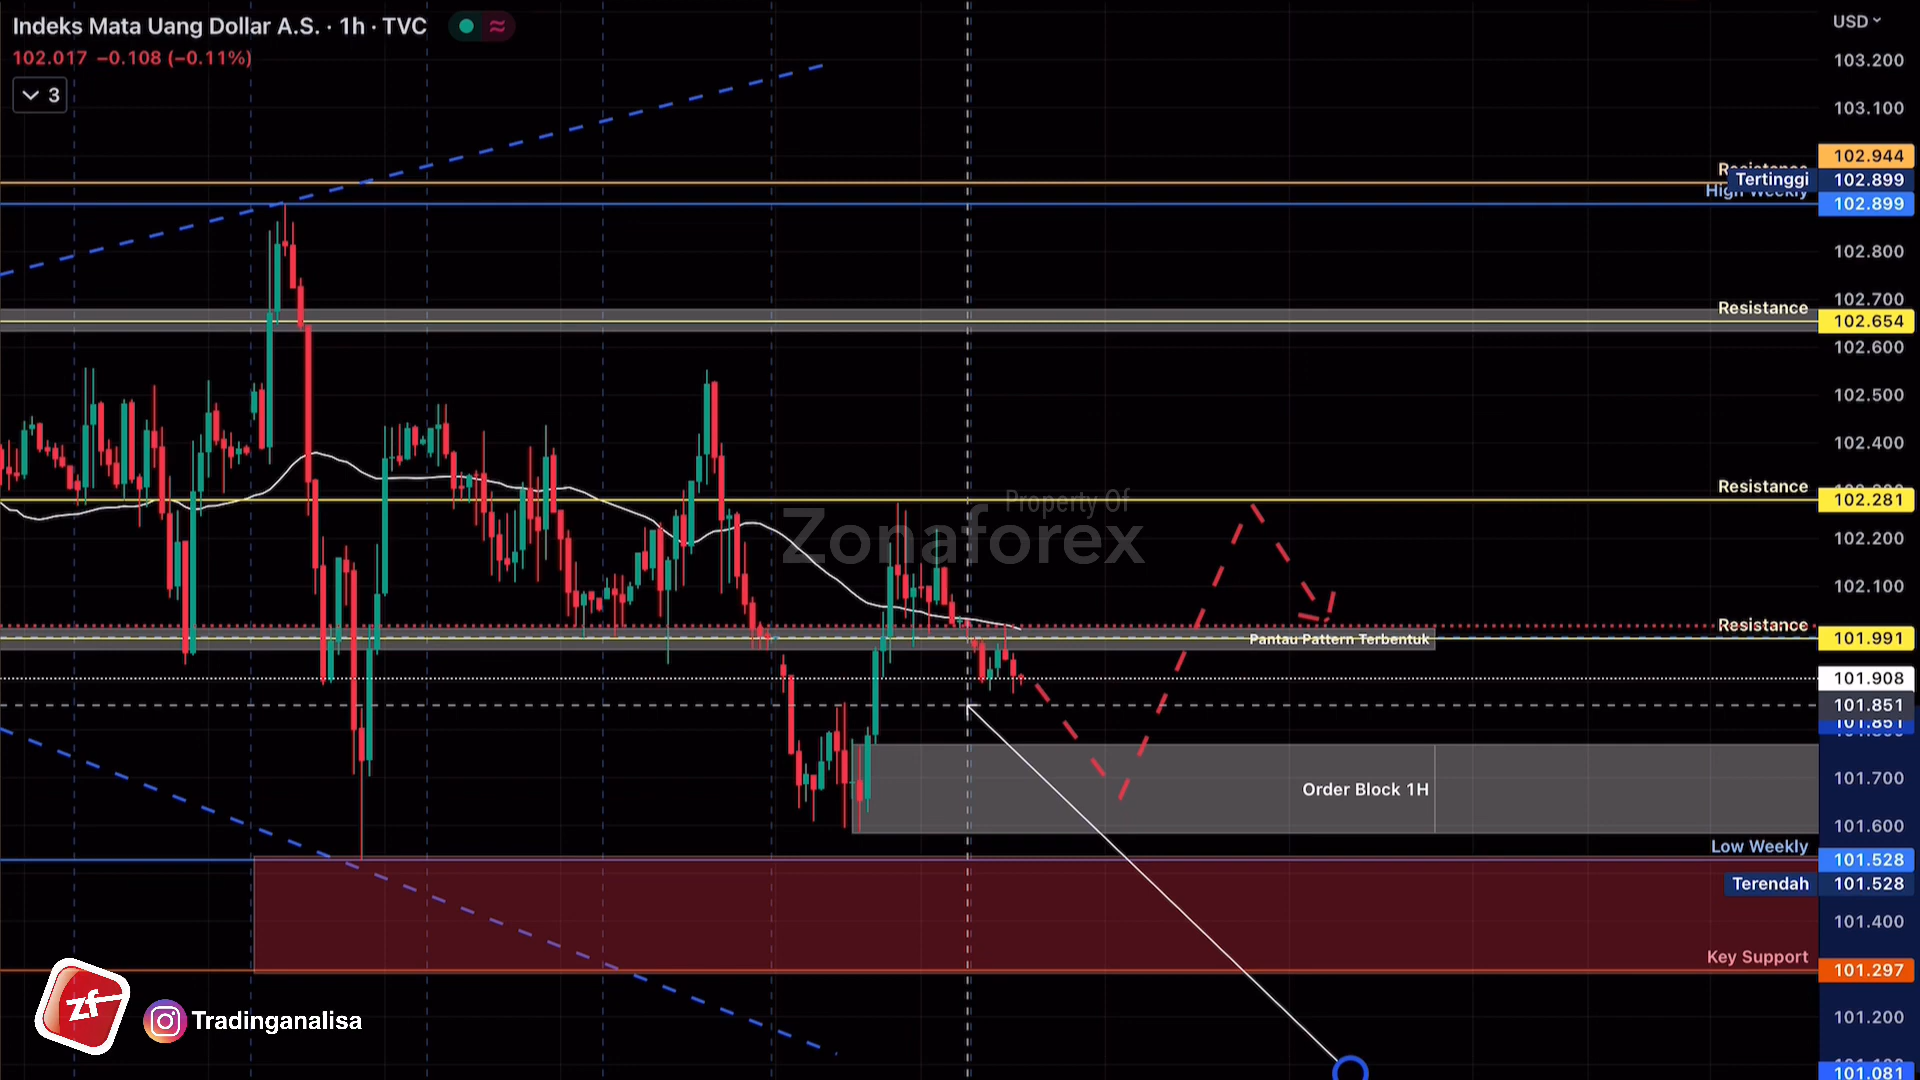 Indeks Mata Uang Dollar A.S. · 1h · TVC
102.017 −0.108 (−0.11%)
3
USD
103.200
103.100
102.944
Resistance
Tertinggi 102.899
High Weekly 102.899
102.800
102.700
Resistance 102.654
102.600
102.500
102.400
Resistance 102.281
Property Of
Zonaforex
102.200
102.100
Resistance
Pantau Pattern Terbentuk 101.991
101.908
101.851
101.851
101.700
Order Block 1H
101.600
Low Weekly 101.528
Terendah 101.528
101.400
Key Support 101.297
101.200
101.081
zf
Tradinganalisa